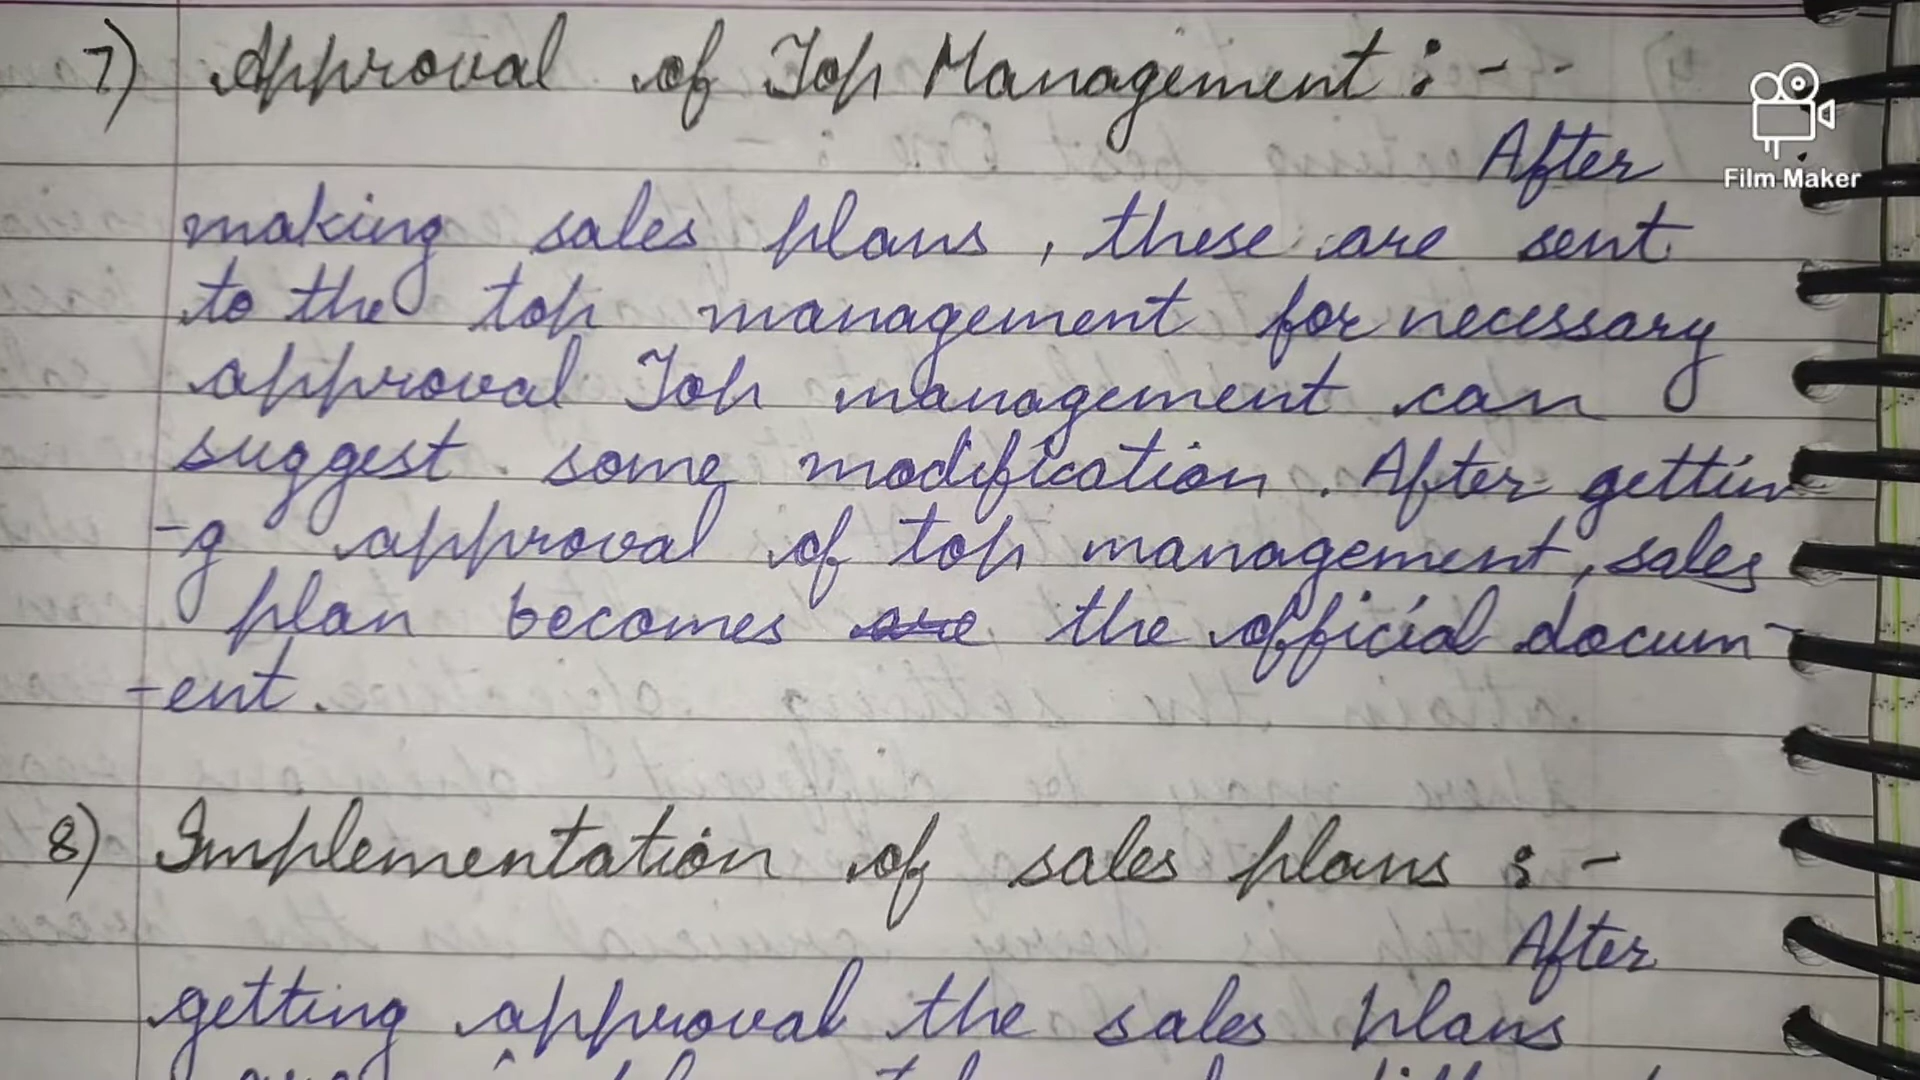 7) Approval of Top Management : - -
After
Film Maker
making sales plans, these are sent
to the top management for necessary
approval Top management can
suggest some modification. After gettin
-g approval of top management, sales
plan becomes are the official docum-
-ent.
8) Implementation of sales plans :-
After
getting approval the sales plans